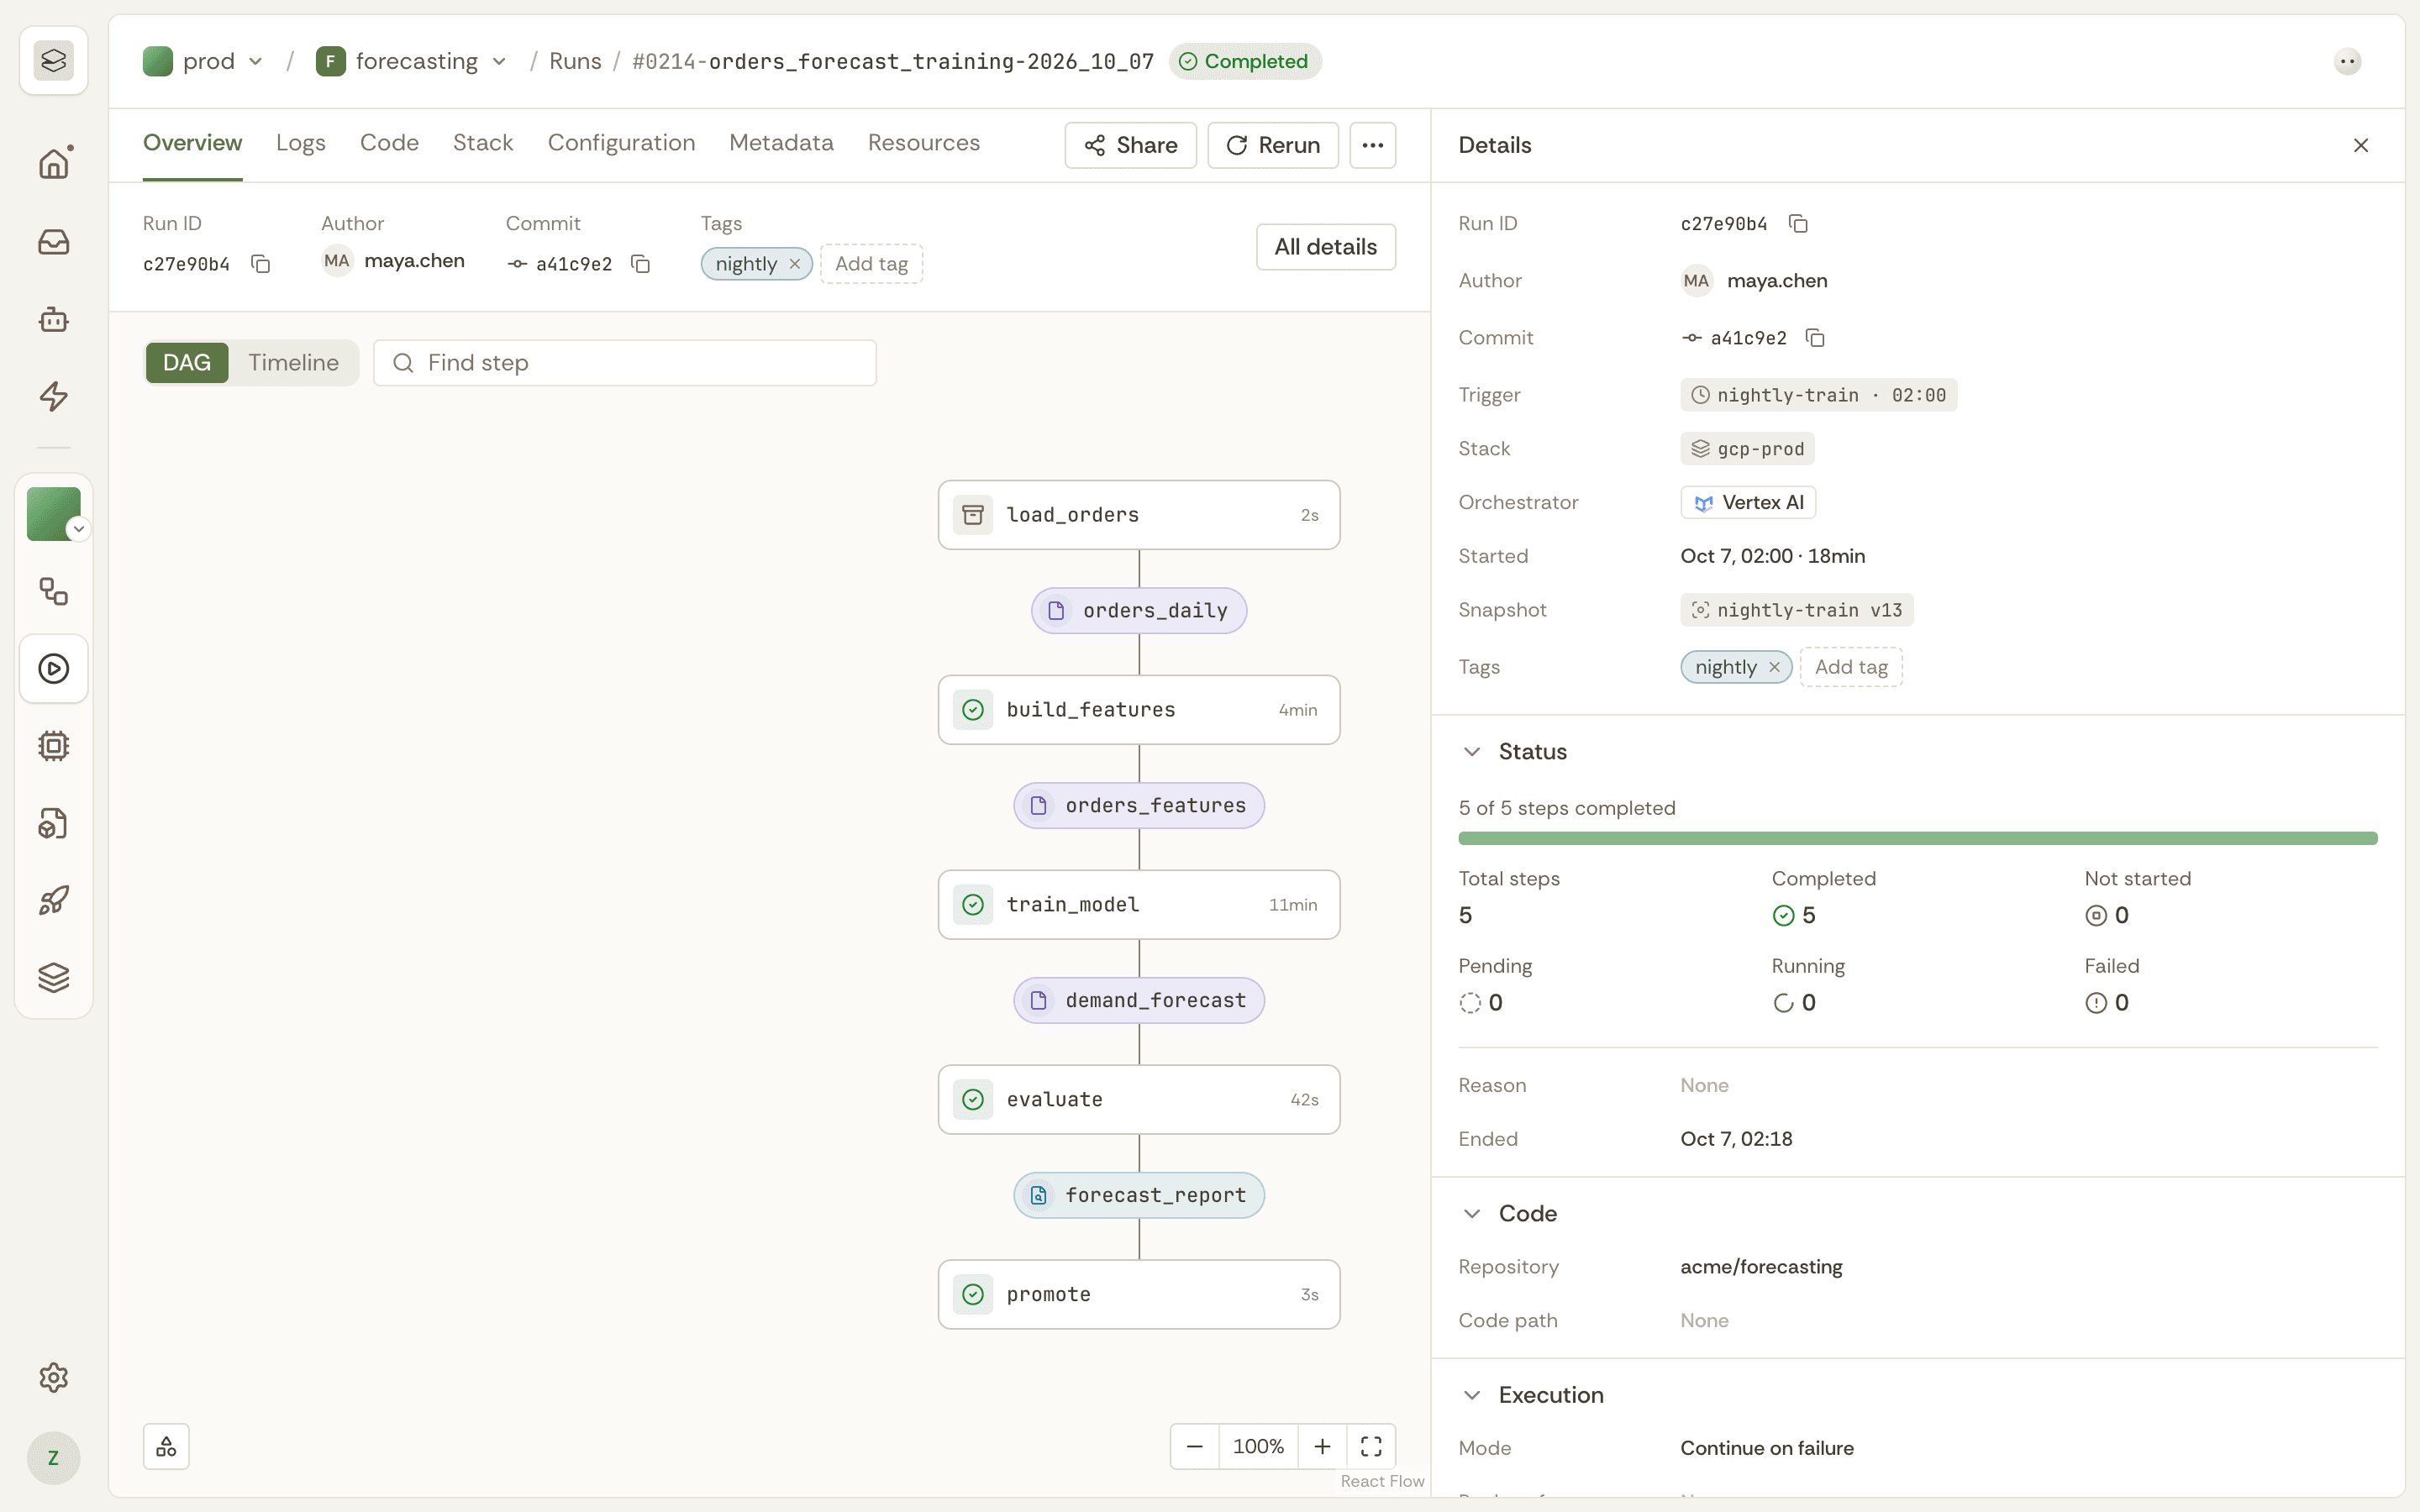 prod / F forecasting / Runs / #0214-orders_forecast_training-2026_10_07 Completed
Overview Logs Code Stack Configuration Metadata Resources Share Rerun
Run ID Author Commit Tags
c27e90b4 MA maya.chen a41c9e2 nightly Add tag
All details
DAG Timeline Find step
load_orders 2s
orders_daily
build_features 4min
orders_features
train_model 11min
demand_forecast
evaluate 42s
forecast_report
promote 3s
100%
React Flow
Z
Details
Run ID c27e90b4
Author MA maya.chen
Commit a41c9e2
Trigger nightly-train · 02:00
Stack gcp-prod
Orchestrator Vertex AI
Started Oct 7, 02:00 · 18min
Snapshot nightly-train v13
Tags nightly Add tag
Status
5 of 5 steps completed
Total steps Completed Not started
5 5 0
Pending Running Failed
0 0 0
Reason None
Ended Oct 7, 02:18
Code
Repository acme/forecasting
Code path None
Execution
Mode Continue on failure